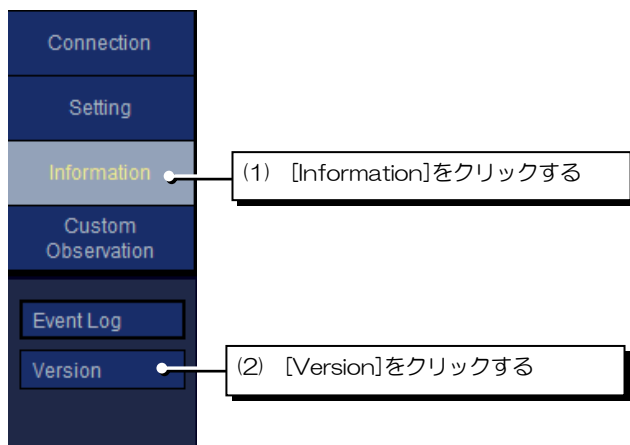 Connection
Setting
Information
(1) [Information]をクリックする
Custom
Observation
Event Log
Version
(2) [Version]をクリックする